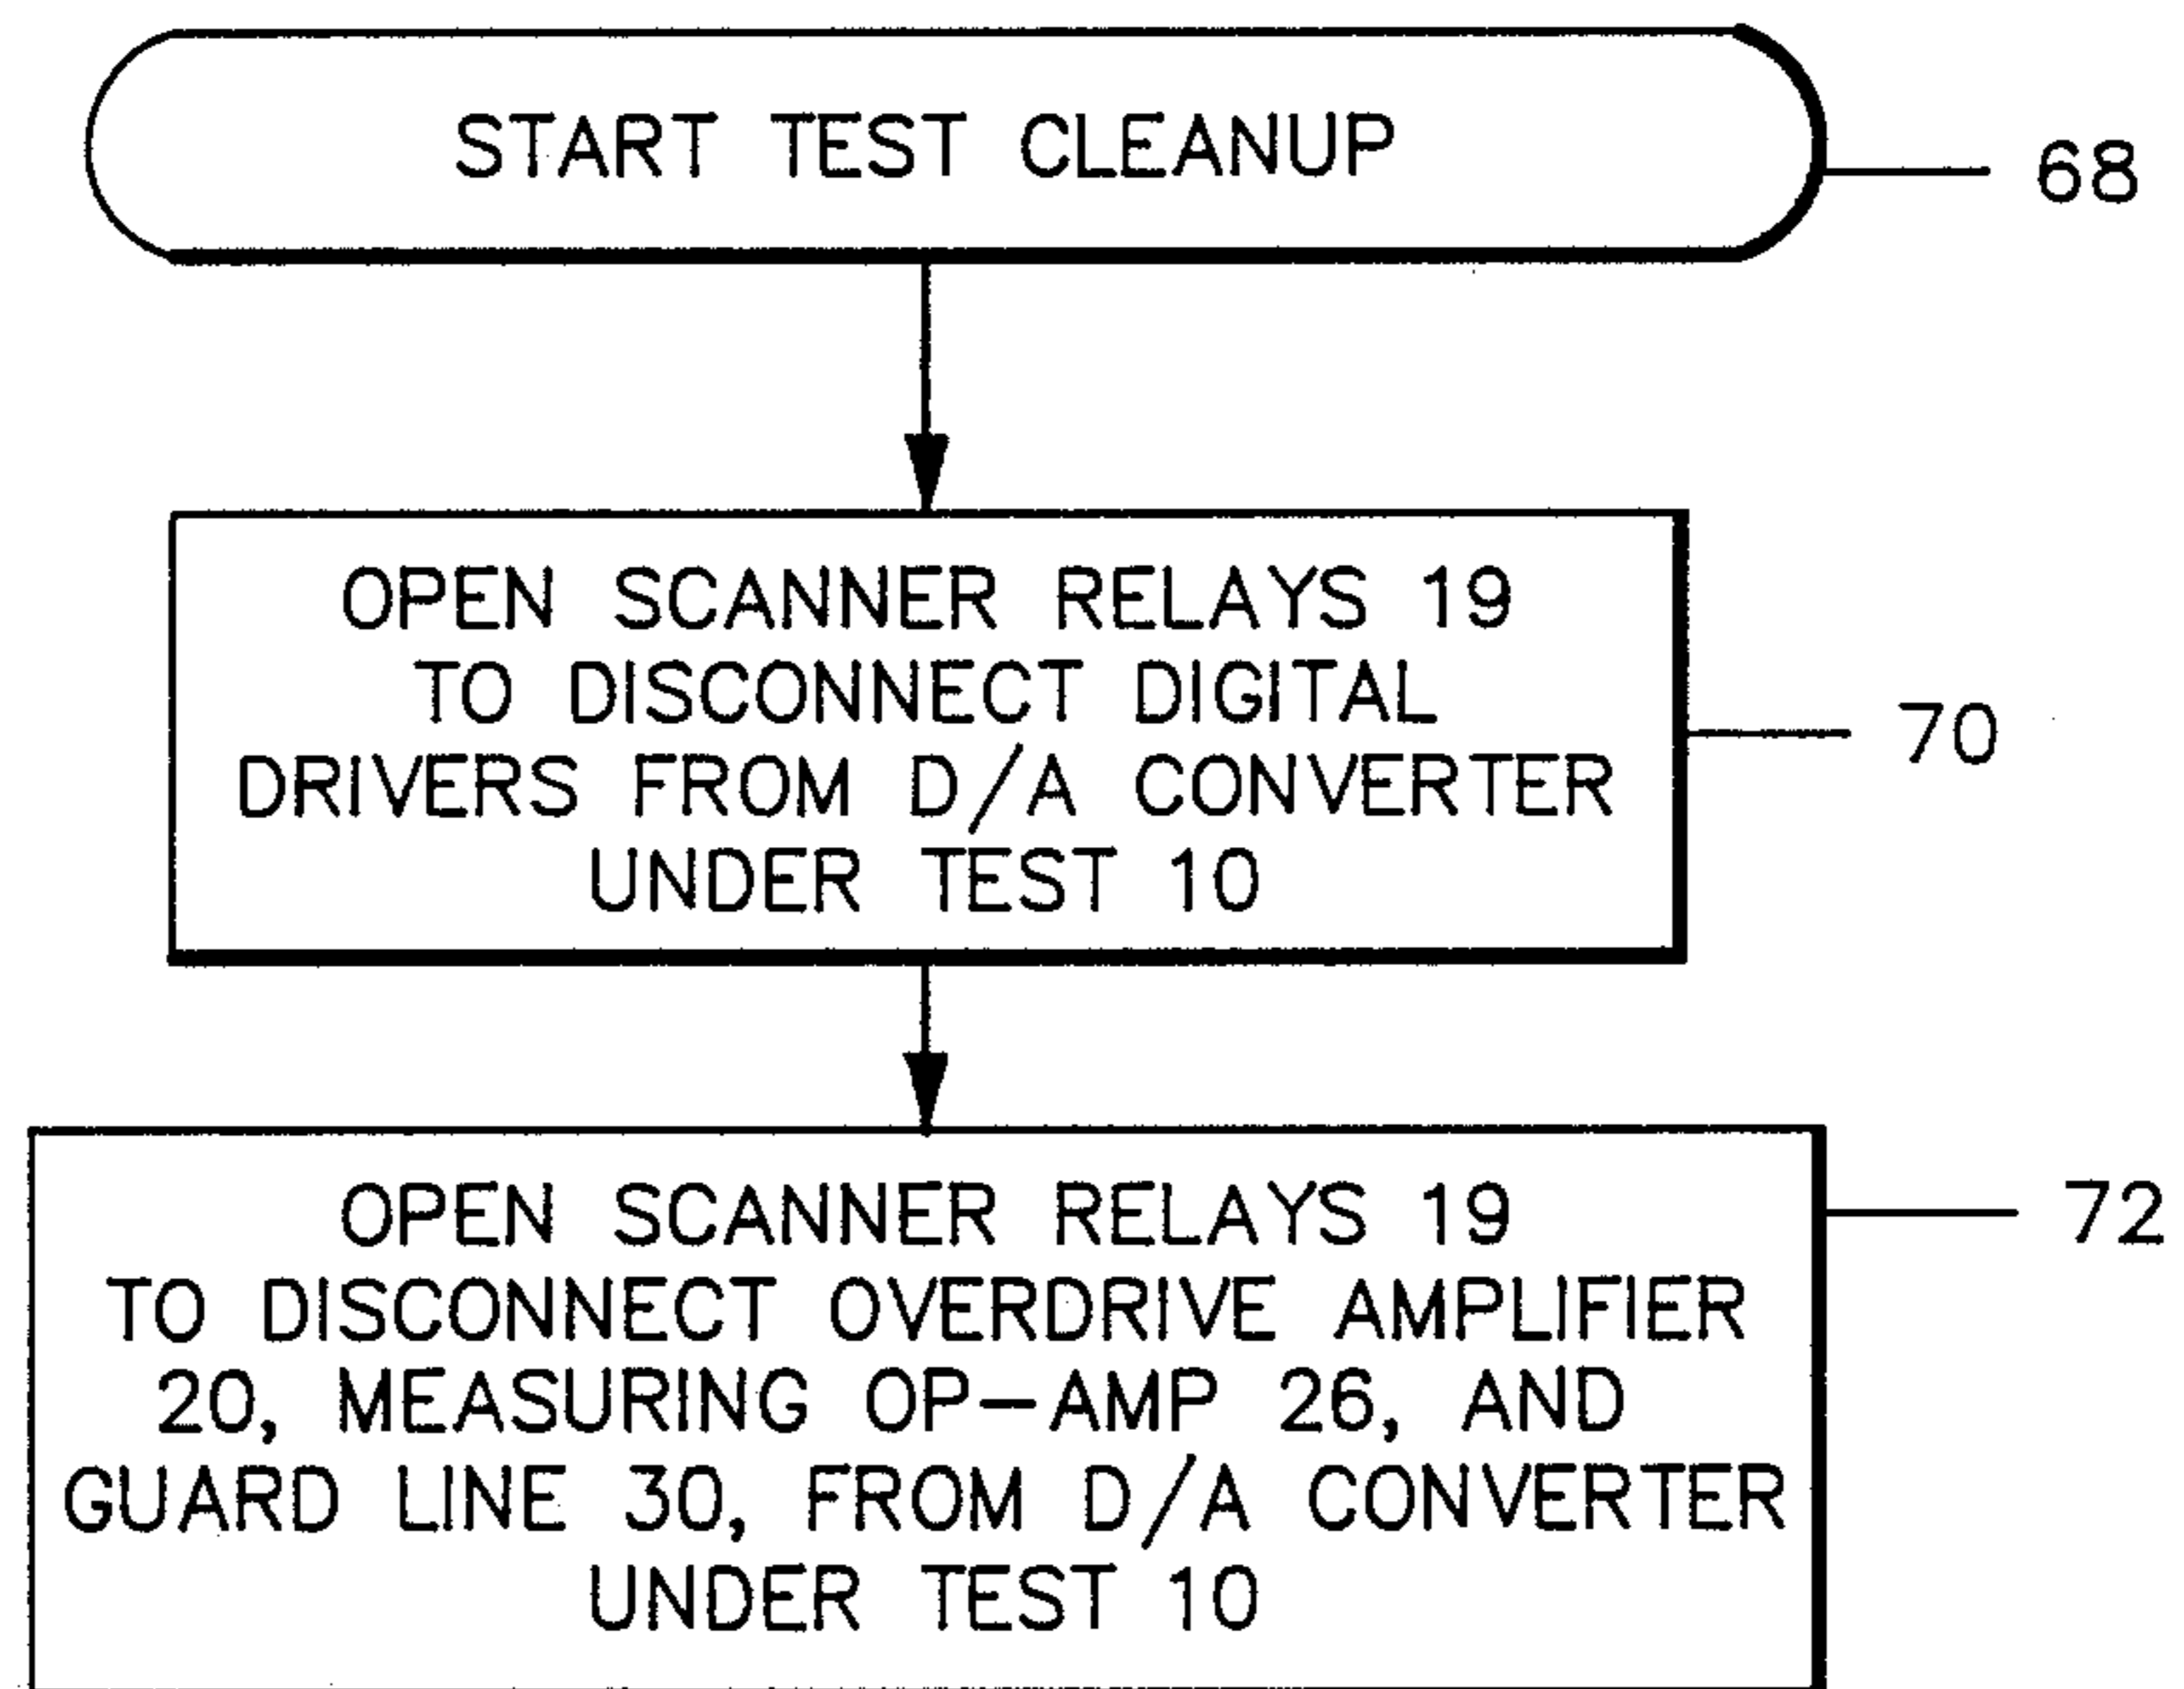 START TEST CLEANUP
68
OPEN SCANNER RELAYS 19
TO DISCONNECT DIGITAL
DRIVERS FROM D/A CONVERTER
UNDER TEST 10
70
OPEN SCANNER RELAYS 19
TO DISCONNECT OVERDRIVE AMPLIFIER
20, MEASURING OP-AMP 26, AND
GUARD LINE 30, FROM D/A CONVERTER
UNDER TEST 10
72